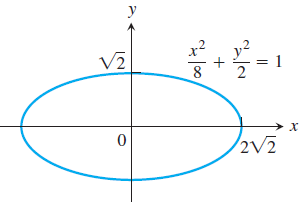 y
√2
x²/8 + y²/2 = 1
x
0
2√2